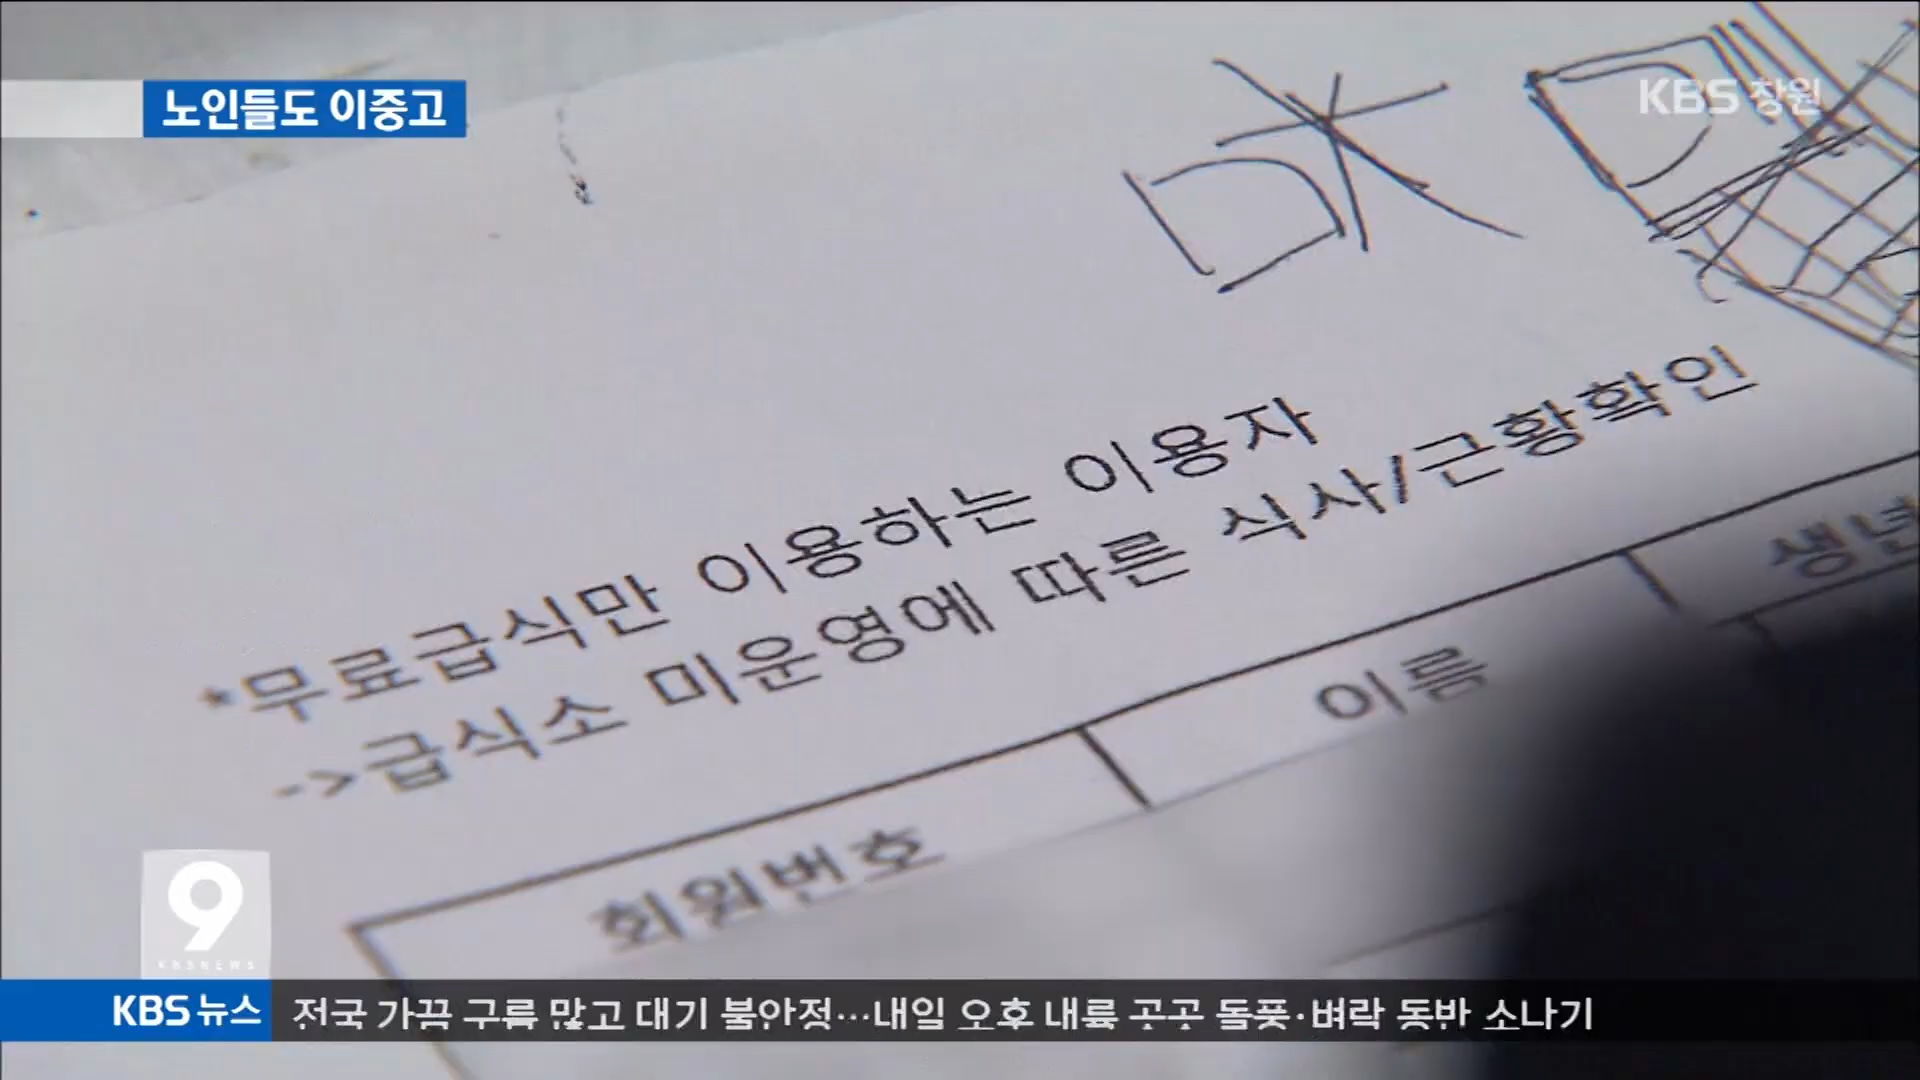 노인들도 이중고
KBS 창원
*무료급식만 이용하는 이용자
->급식소 미운영에 따른 식사/근황확인
회원번호
이름
생년
9
KBS NEWS
KBS 뉴스
전국 가끔 구름 많고 대기 불안정…내일 오후 내륙 곳곳 돌풍·벼락 동반 소나기